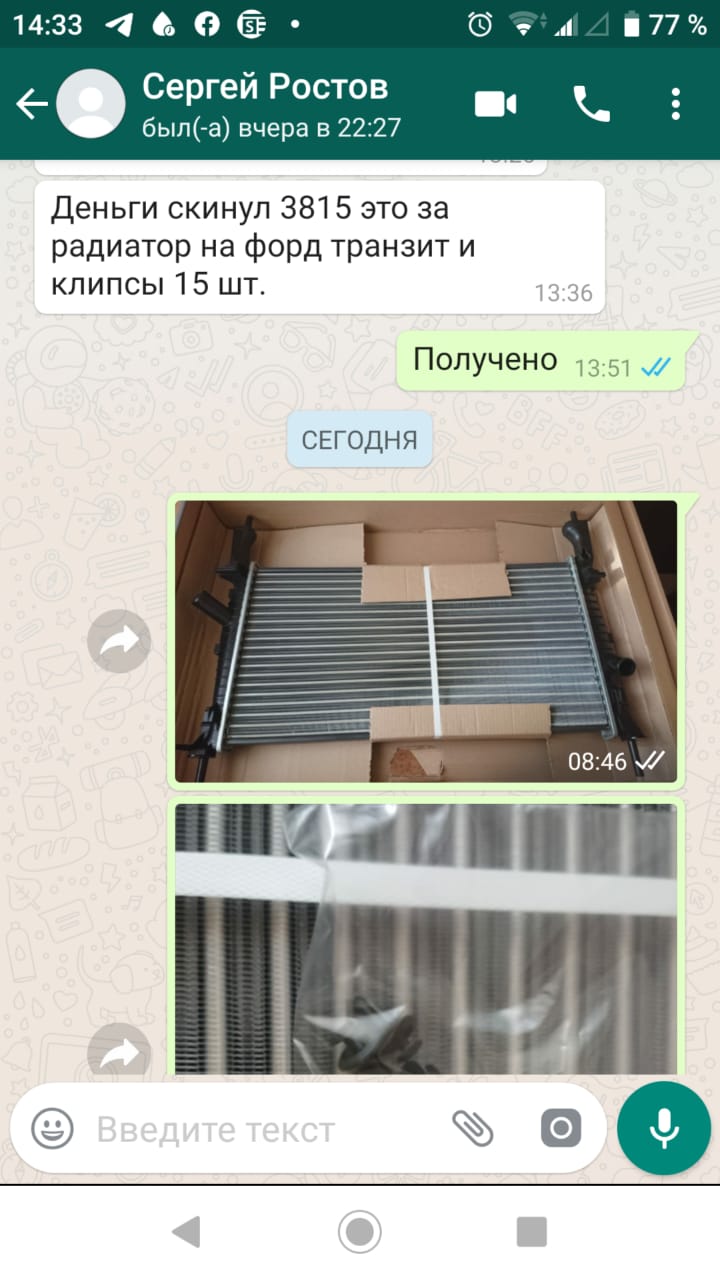 14:33
77 %
Сергей Ростов
был(-а) вчера в 22:27
Деньги скинул 3815 это за
радиатор на форд транзит и
клипсы 15 шт.
13:36
Получено
13:51
СЕГОДНЯ
08:46
Введите текст